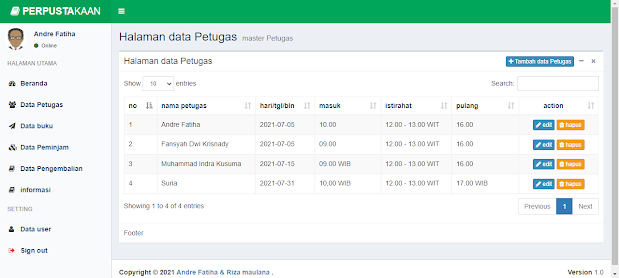 PERPUSTAKAAN
Andre Fatiha
Online
HALAMAN UTAMA
Beranda
Data Petugas
Data buku
Data Peminjam
Data Pengembalian
informasi
SETTING
Data user
Sign out
Halaman data Petugas master Petugas
Halaman data Petugas
Tambah data Petugas
Show 10 entries
Search:
no nama petugas hari/tgl/bln masuk istirahat pulang action
1 Andre Fatiha 2021-07-05 10.00 12.00 - 13.00 WIT 16.00 edit hapus
2 Fansyah Dwi Krisnady 2021-07-05 09.00 12.00 - 13.00 WIT 16.00 edit hapus
3 Muhammad Indra Kusuma 2021-07-15 09.00 WIB 12.00 - 13.00 WIT 16.00 edit hapus
4 Suria 2021-07-31 10,00 WIB 12.00 - 13.00 WIT 17.00 WIB edit hapus
Showing 1 to 4 of 4 entries
Previous 1 Next
Footer
Copyright © 2021 Andre Fatiha & Riza maulana .
Version 1.0